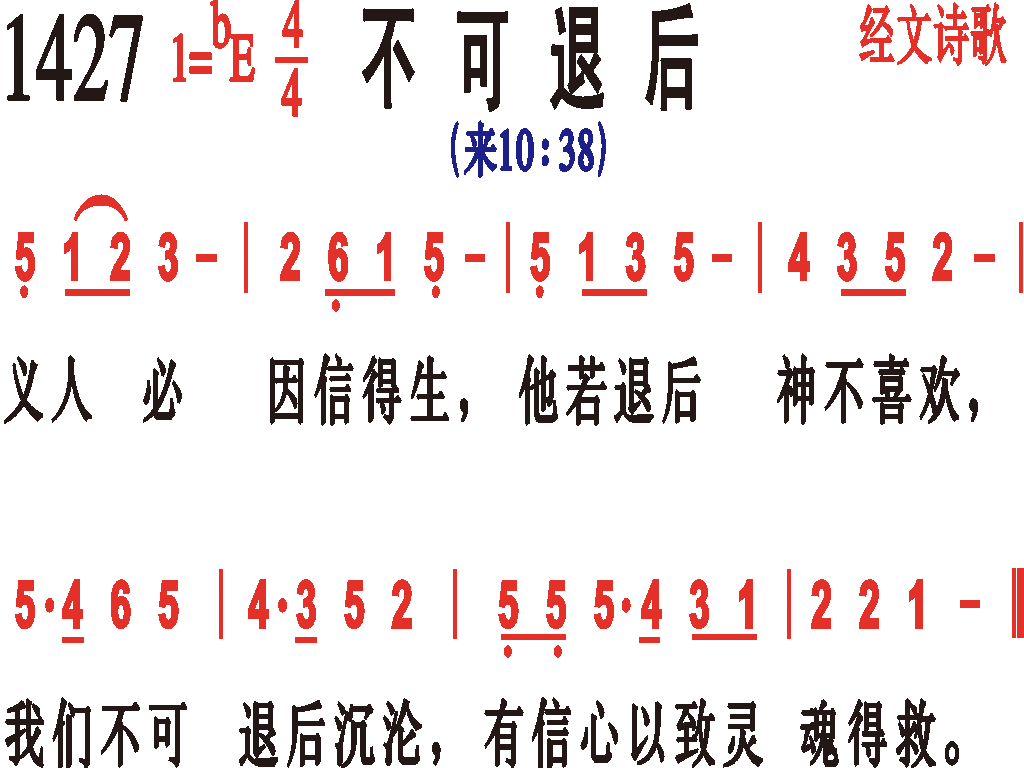 1427 1=bE 4/4 不可退后 经文诗歌
(来10:38)
5̣ 1 2 3 - | 2 6̣ 1 5̣ - | 5̣ 1 3 5 - | 4 3 5 2 - |
义人 必 因信得生，他若退后 神不喜欢，
5·4 6 5 | 4·3 5 2 | 5̣ 5̣ 5·4 3 1 | 2 2 1 - ‖
我们不可 退后沉沦，有信心以致灵 魂得救。